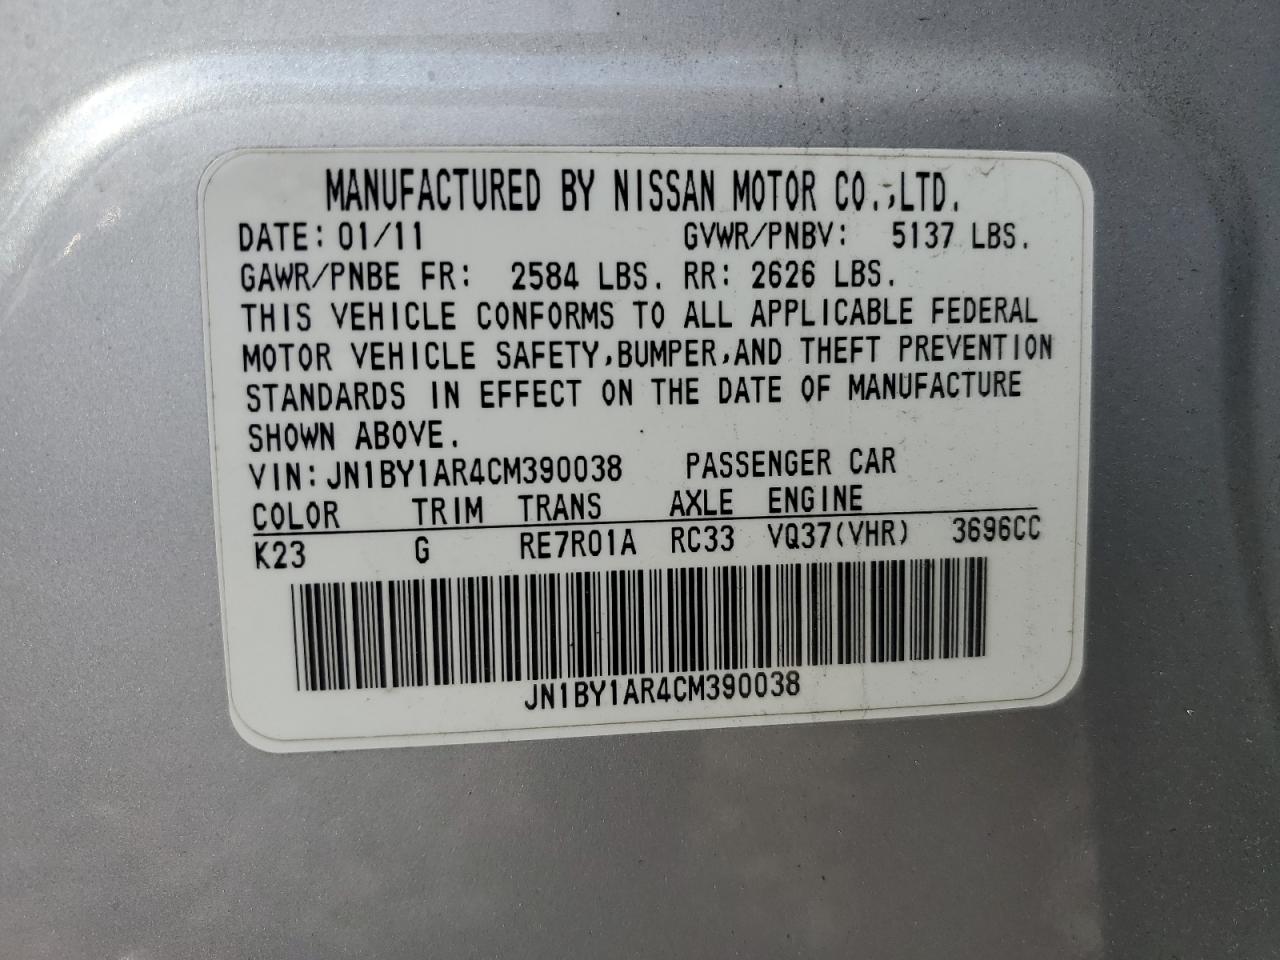 MANUFACTURED BY NISSAN MOTOR CO.,LTD.
DATE: 01/11 GVWR/PNBV: 5137 LBS.
GAWR/PNBE FR: 2584 LBS. RR: 2626 LBS.
THIS VEHICLE CONFORMS TO ALL APPLICABLE FEDERAL
MOTOR VEHICLE SAFETY,BUMPER,AND THEFT PREVENTION
STANDARDS IN EFFECT ON THE DATE OF MANUFACTURE
SHOWN ABOVE.
VIN:JN1BY1AR4CM390038 PASSENGER CAR
COLOR TRIM TRANS AXLE ENGINE
K23 G RE7R01A RC33 VQ37(VHR) 3696CC
JN1BY1AR4CM390038